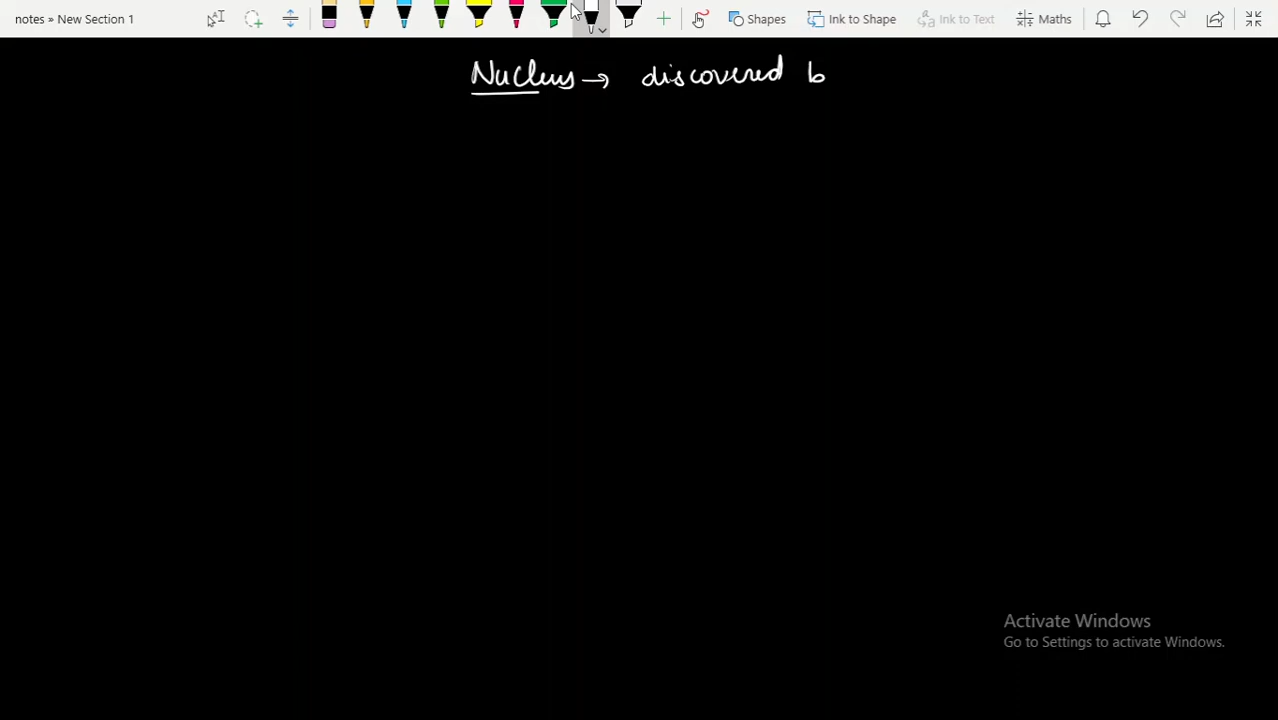 notes » New Section 1
Shapes
Ink to Shape
Ink to Text
Maths
Nucleus → discovered b
Activate Windows
Go to Settings to activate Windows.